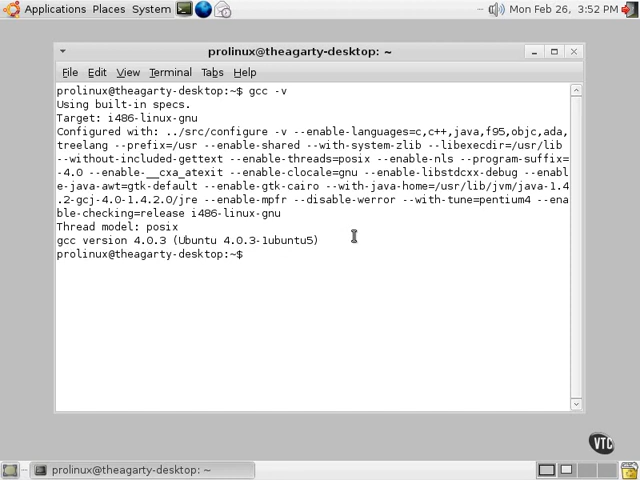 Applications Places System
Mon Feb 26, 3:52 PM
prolinux@theagarty-desktop: ~
File Edit View Terminal Tabs Help
prolinux@theagarty-desktop:~$ gcc -v
Using built-in specs.
Target: i486-linux-gnu
Configured with: ../src/configure -v --enable-languages=c,c++,java,f95,objc,ada,
treelang --prefix=/usr --enable-shared --with-system-zlib --libexecdir=/usr/lib
--without-included-gettext --enable-threads=posix --enable-nls --program-suffix=
-4.0 --enable-__cxa_atexit --enable-clocale=gnu --enable-libstdcxx-debug --enabl
e-java-awt=gtk-default --enable-gtk-cairo --with-java-home=/usr/lib/jvm/java-1.4
.2-gcj-4.0-1.4.2.0/jre --enable-mpfr --disable-werror --with-tune=pentium4 --ena
ble-checking=release i486-linux-gnu
Thread model: posix
gcc version 4.0.3 (Ubuntu 4.0.3-1ubuntu5)
prolinux@theagarty-desktop:~$
VTC
prolinux@theagarty-desktop: ~